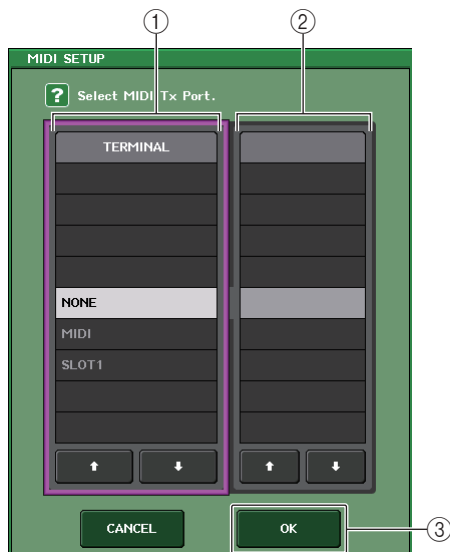 ① ②
MIDI SETUP
? Select MIDI Tx Port.
TERMINAL
NONE
MIDI
SLOT1
CANCEL OK ③